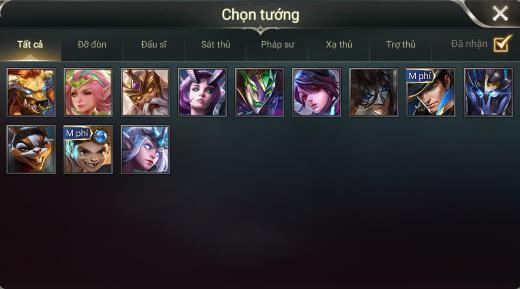 Chọn tướng
Tất cả Đỡ đòn Đấu sĩ Sát thủ Pháp sư Xạ thủ Trợ thủ Đã nhận
M phí
M phí